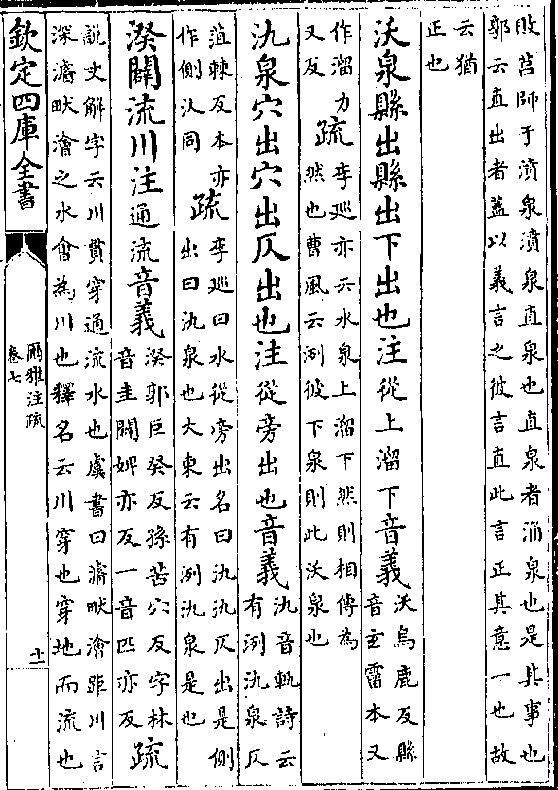 敗莒師于濆泉濆泉直泉也直泉者涌泉也是其事也
郭云直出者蓋以義言之彼言直此言正其意一也故
云猶
正也
沃泉縣出縣出下出也注從上溜下音義沃烏鹿反縣
音玄霤本又
作溜力
又反疏李廵亦云水泉上溜下然則相傳為
然也曹風云冽彼下泉則此沃泉也
氿泉穴出穴出仄出也注從旁出也音義氿音軌詩云
有冽氿泉仄
葘棘反本亦
作側汄同疏李廵曰水從旁出名曰氿氿仄出是側
出曰氿泉也大東云有冽氿泉是也
湀闢流川注通流音義湀郭巨癸反孫苦穴反字林
音圭闢婢亦反一音匹亦反疏
說文解字云川貫穿通流水也虞書曰濬畎澮距川言
深濬畎澮之水會為川也釋名云川穿也穿地而流也
欽定四庫全書
爾雅注疏
卷七
十一